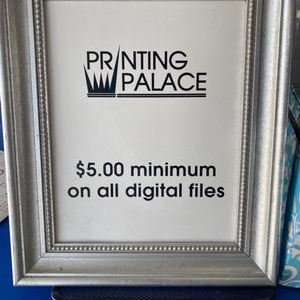 PRINTING
PALACE
$5.00 minimum
on all digital files